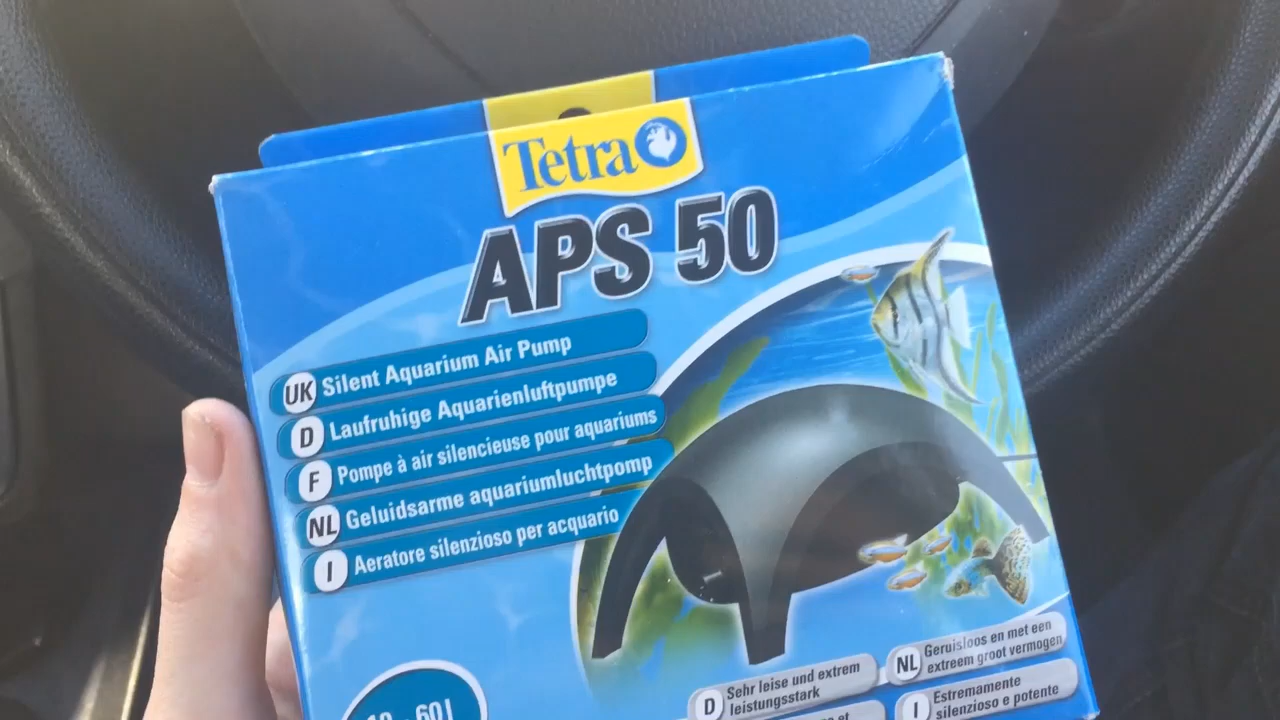 Tetra
APS 50
UK Silent Aquarium Air Pump
D Laufruhige Aquarienluftpumpe
F Pompe à air silencieuse pour aquariums
NL Geluidsarme aquariumluchtpomp
I Aeratore silenzioso per acquario
60 l
D Sehr leise und extrem
leistungsstark
NL Geruisloos en met een
extreem groot vermogen
I Estremamente
silenzioso e potente
et